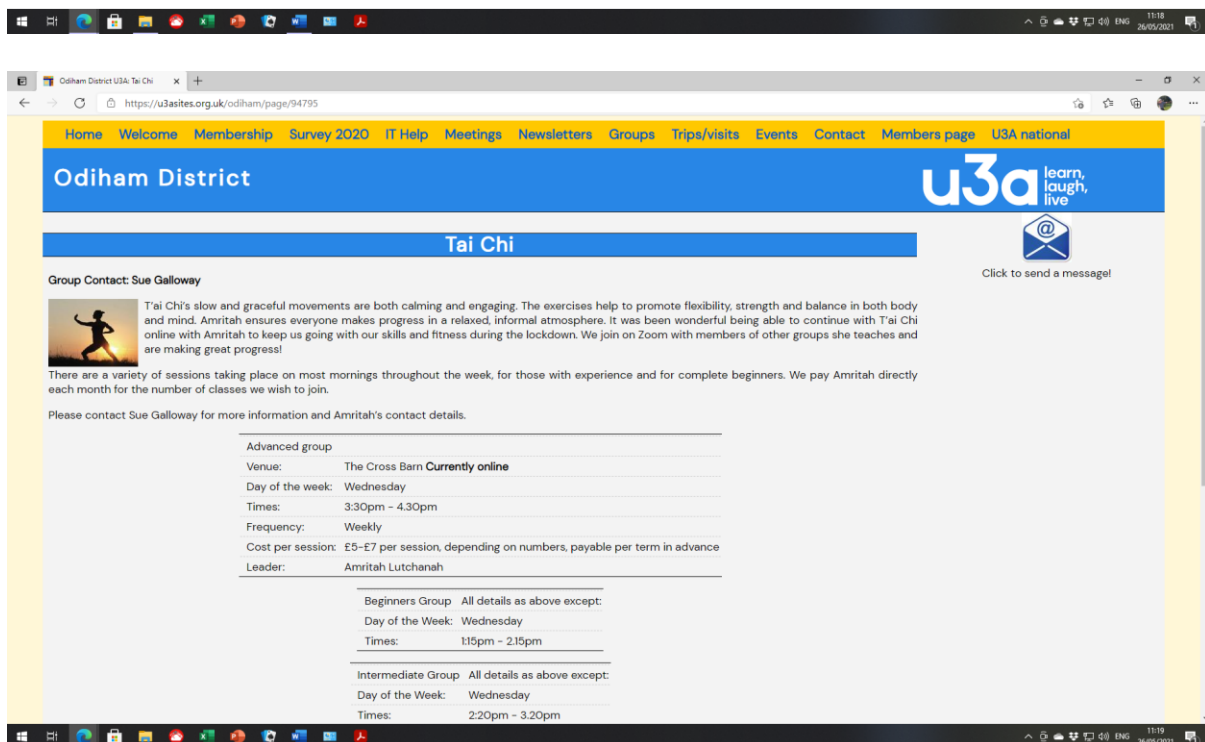 ENG
11:18
26/05/2021
Odiham District U3A: Tai Chi
https://u3asites.org.uk/odiham/page/94795
Home Welcome Membership Survey 2020 IT Help Meetings Newsletters Groups Trips/visits Events Contact Members page U3A national
Odiham District
u3a learn, laugh, live
Tai Chi
Click to send a message!
Group Contact: Sue Galloway
T'ai Chi's slow and graceful movements are both calming and engaging. The exercises help to promote flexibility, strength and balance in both body
and mind. Amritah ensures everyone makes progress in a relaxed, informal atmosphere. It was been wonderful being able to continue with T'ai Chi
online with Amritah to keep us going with our skills and fitness during the lockdown. We join on Zoom with members of other groups she teaches and
are making great progress!
There are a variety of sessions taking place on most mornings throughout the week, for those with experience and for complete beginners. We pay Amritah directly
each month for the number of classes we wish to join.
Please contact Sue Galloway for more information and Amritah's contact details.
Advanced group
Venue: The Cross Barn Currently online
Day of the week: Wednesday
Times: 3:30pm - 4.30pm
Frequency: Weekly
Cost per session: £5-£7 per session, depending on numbers, payable per term in advance
Leader: Amritah Lutchanah
Beginners Group All details as above except:
Day of the Week: Wednesday
Times: 1:15pm - 2.15pm
Intermediate Group All details as above except:
Day of the Week: Wednesday
Times: 2:20pm - 3.20pm
ENG
11:19
26/05/2021